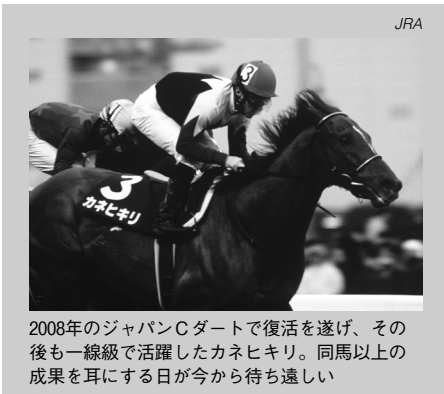 JRA
3
3
カネヒキリ
2008年のジャパンＣダートで復活を遂げ、その
後も一線級で活躍したカネヒキリ。同馬以上の
成果を耳にする日が今から待ち遠しい